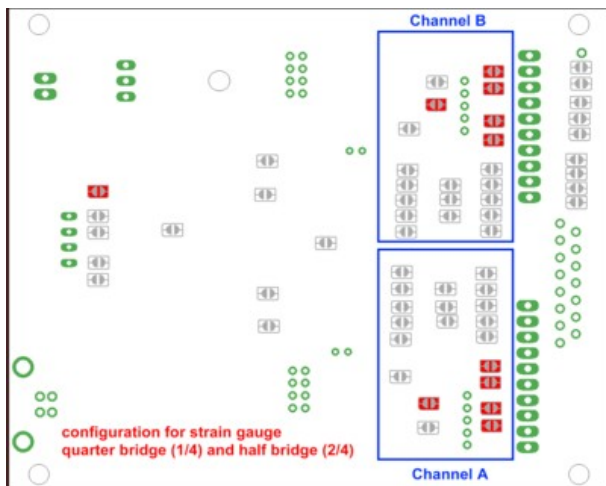 Channel B
configuration for strain gauge
quarter bridge (1/4) and half bridge (2/4)
Channel A